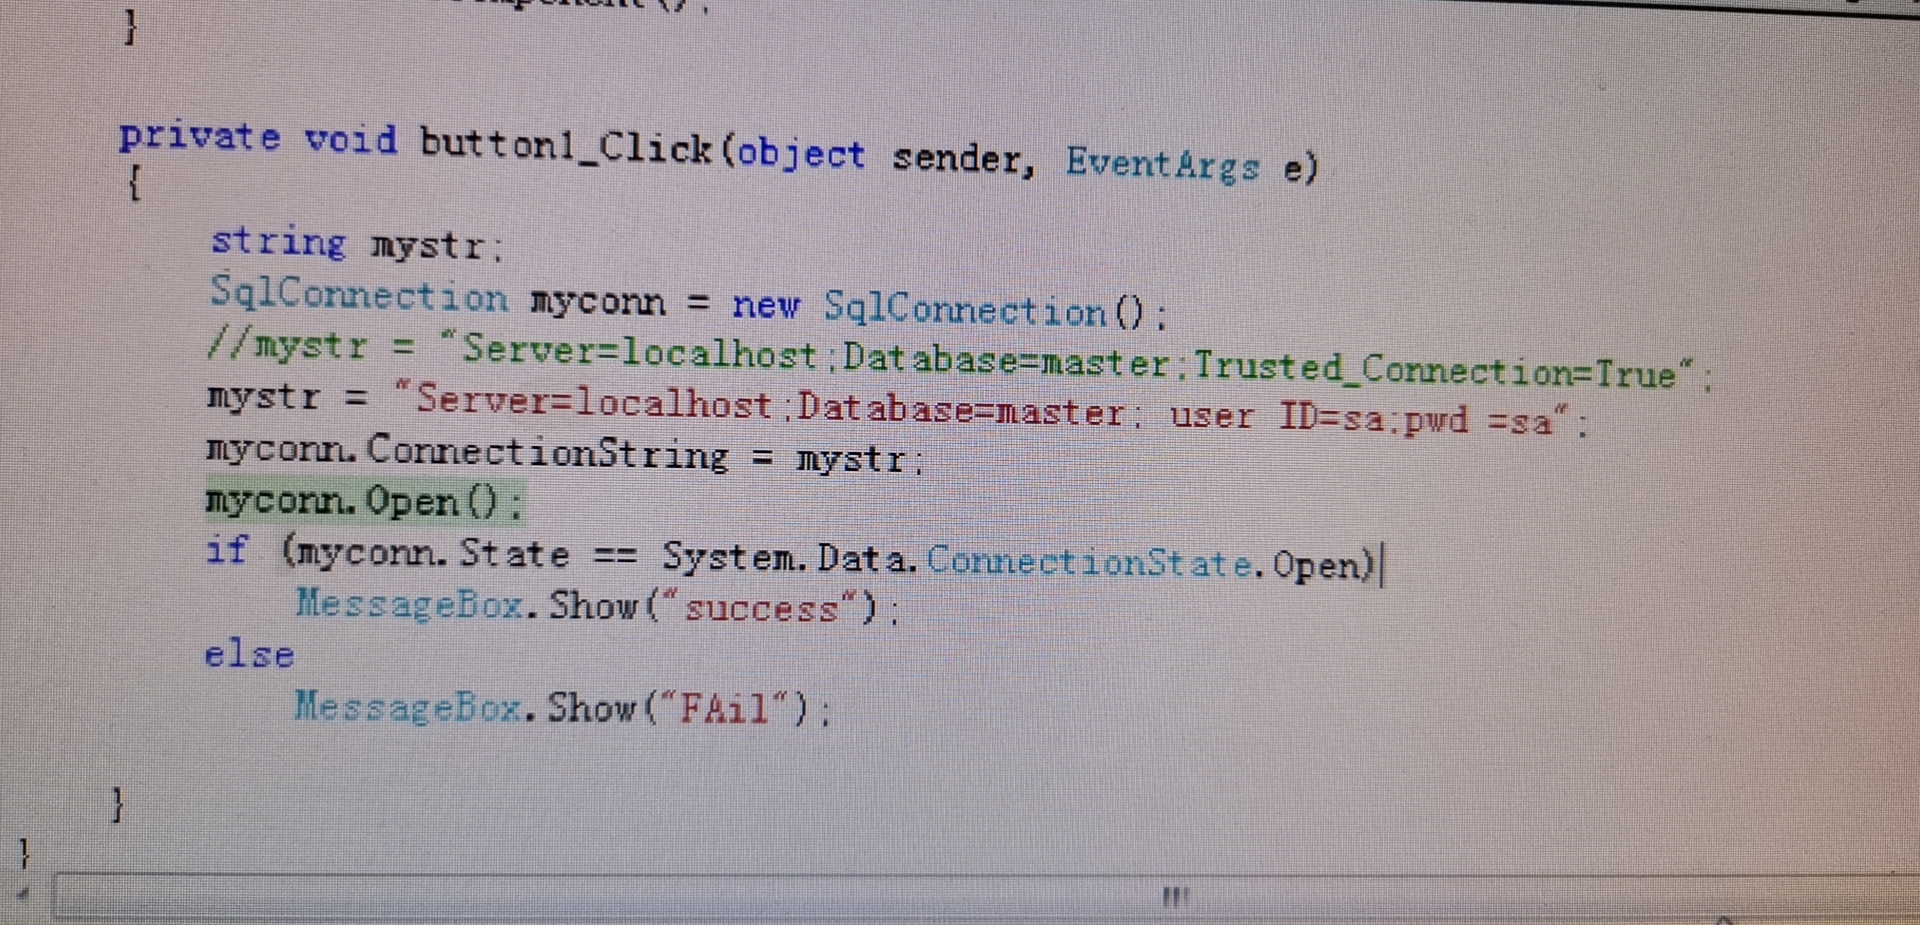 }
private void button1_Click(object sender, EventArgs e)
{
string mystr;
SqlConnection myconn = new SqlConnection();
//mystr = "Server=localhost;Database=master;Trusted_Connection=True";
mystr = "Server=localhost;Database=master; user ID=sa;pwd =sa";
myconn.ConnectionString = mystr;
myconn.Open();
if (myconn.State == System.Data.ConnectionState.Open)
MessageBox.Show("success");
else
MessageBox.Show("FAil");
}
}